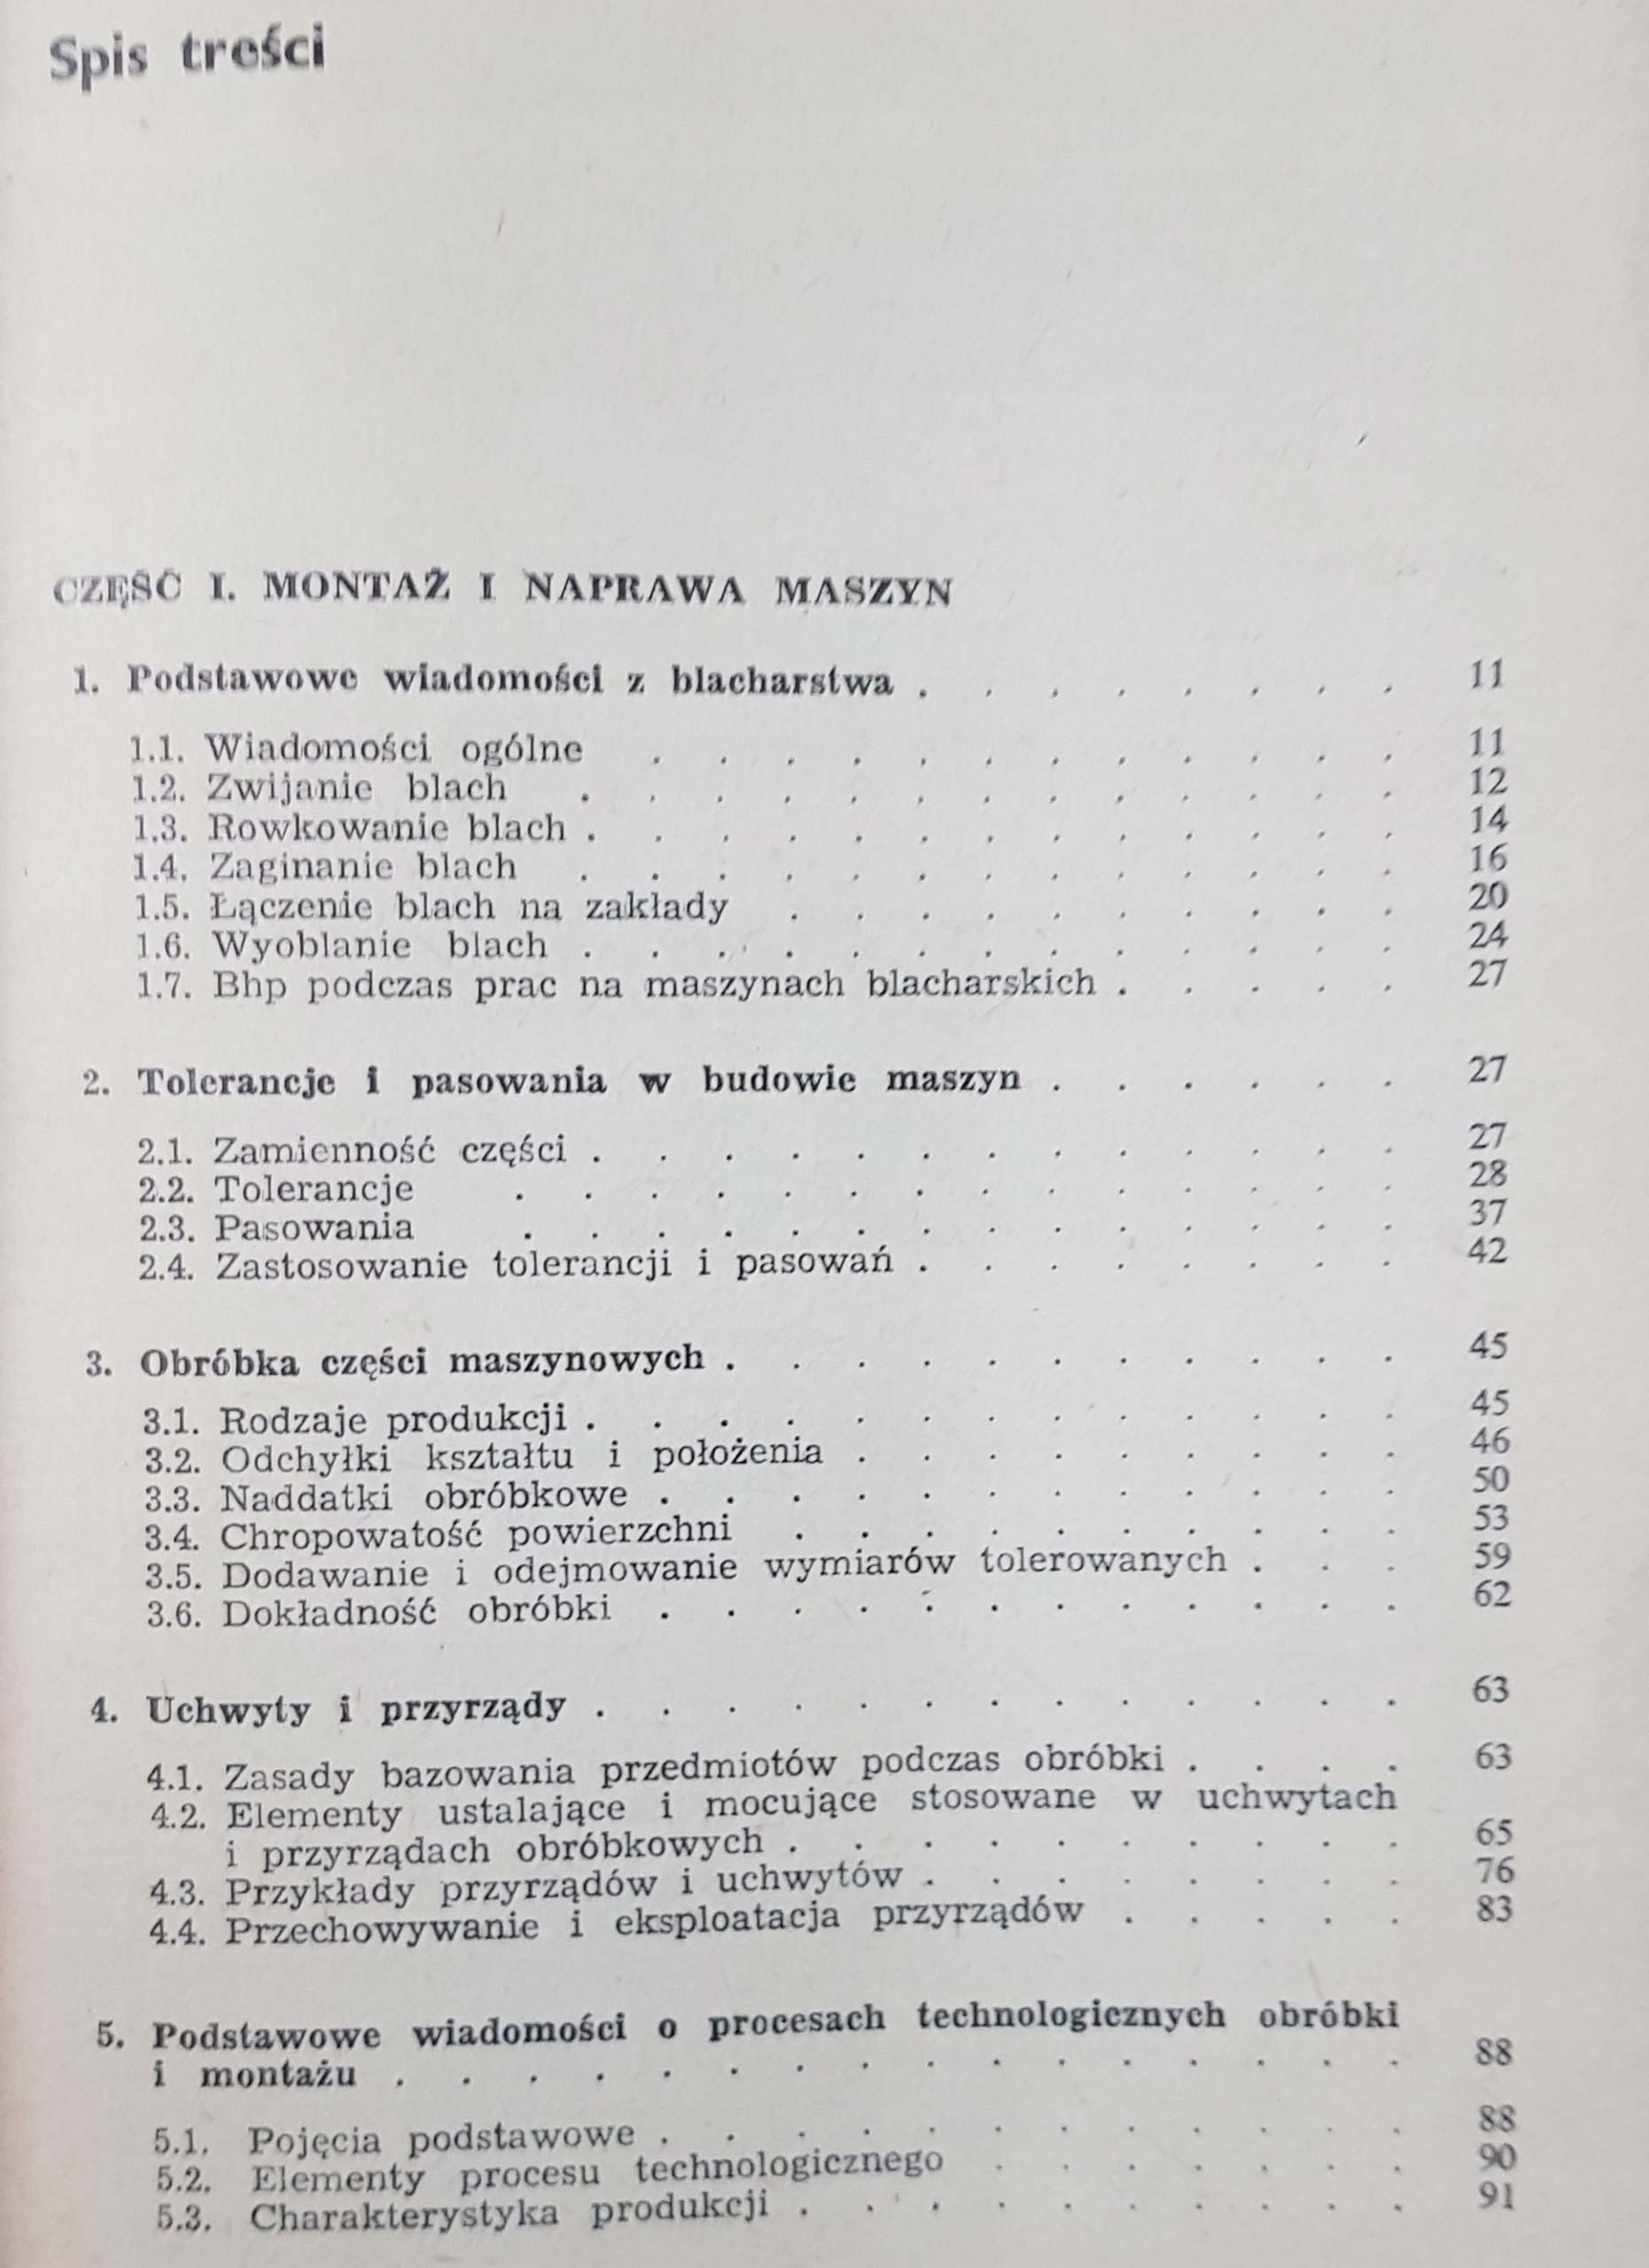 Spis treści
CZĘŚĆ I. MONTAŻ I NAPRAWA MASZYN
1. Podstawowe wiadomości z blacharstwa . . . . . . . . 11
1.1. Wiadomości ogólne . . . . . . . . . . . . 11
1.2. Zwijanie blach . . . . . . . . . . . . . 12
1.3. Rowkowanie blach . . . . . . . . . . . . . 14
1.4. Zaginanie blach . . . . . . . . . . . . . 16
1.5. Łączenie blach na zakłady . . . . . . . . . . 20
1.6. Wyoblanie blach . . . . . . . . . . . . . 24
1.7. Bhp podczas prac na maszynach blacharskich . . . . . 27
2. Tolerancje i pasowania w budowie maszyn . . . . . . 27
2.1. Zamienność części . . . . . . . . . . . . . 27
2.2. Tolerancje . . . . . . . . . . . . . . 28
2.3. Pasowania . . . . . . . . . . . . . . 37
2.4. Zastosowanie tolerancji i pasowań . . . . . . . . 42
3. Obróbka części maszynowych . . . . . . . . . . . 45
3.1. Rodzaje produkcji . . . . . . . . . . . . . 45
3.2. Odchyłki kształtu i położenia . . . . . . . . . 46
3.3. Naddatki obróbkowe . . . . . . . . . . . . 50
3.4. Chropowatość powierzchni . . . . . . . . . . 53
3.5. Dodawanie i odejmowanie wymiarów tolerowanych . . . 59
3.6. Dokładność obróbki . . . . . . . . . . . . 62
4. Uchwyty i przyrządy . . . . . . . . . . . . . 63
4.1. Zasady bazowania przedmiotów podczas obróbki . . . . 63
4.2. Elementy ustalające i mocujące stosowane w uchwytach
i przyrządach obróbkowych . . . . . . . . . . 65
4.3. Przykłady przyrządów i uchwytów . . . . . . . . 76
4.4. Przechowywanie i eksploatacja przyrządów . . . . . 83
5. Podstawowe wiadomości o procesach technologicznych obróbki
i montażu . . . . . . . . . . . . . . . . 88
5.1. Pojęcia podstawowe . . . . . . . . . . . . 88
5.2. Elementy procesu technologicznego . . . . . . . 90
5.3. Charakterystyka produkcji . . . . . . . . . . 91